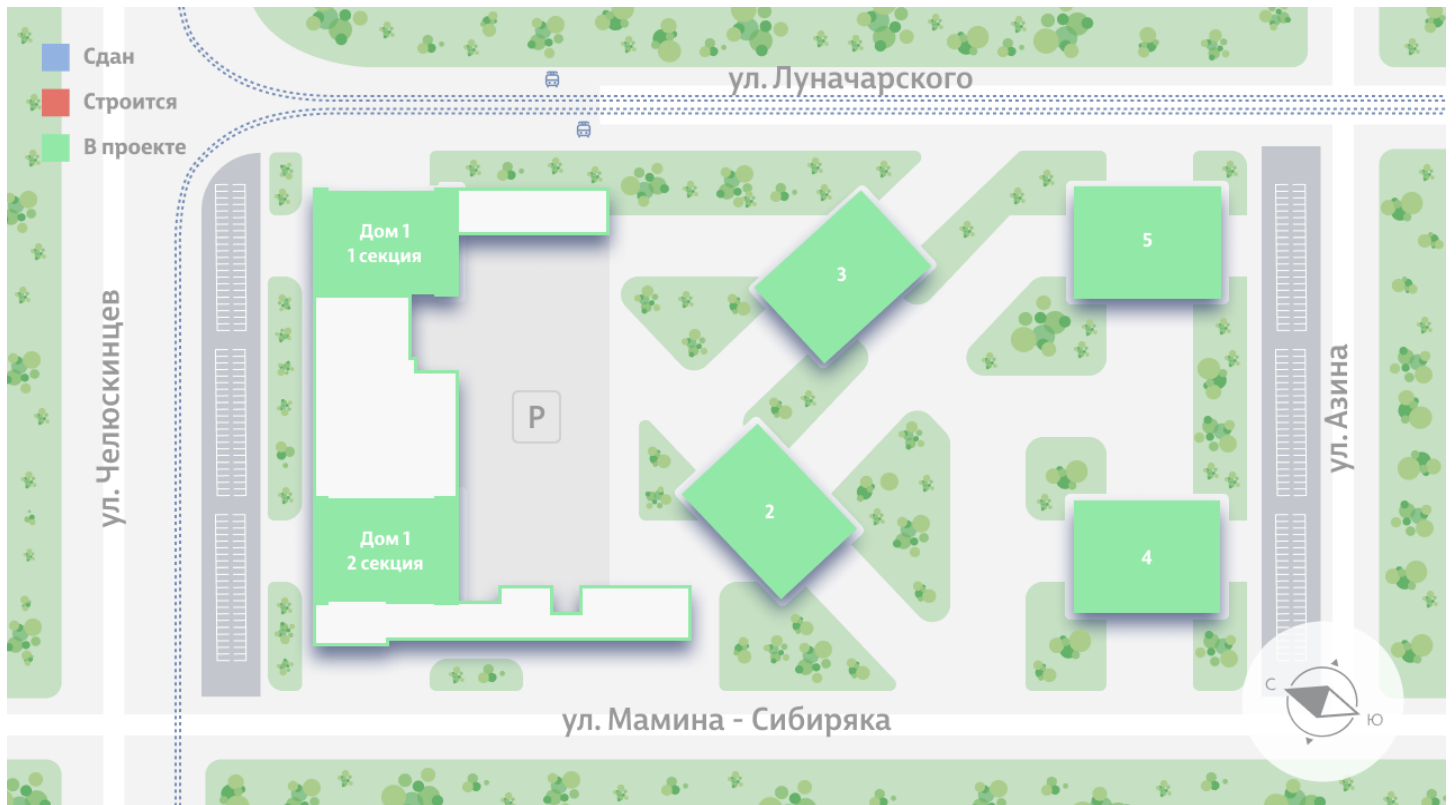 Сдан
Строится
В проекте
ул. Луначарского
ул. Челюскинцев
Дом 1
1 секция
3
5
P
ул. Азина
2
Дом 1
2 секция
4
ул. Мамина - Сибиряка
С
Ю